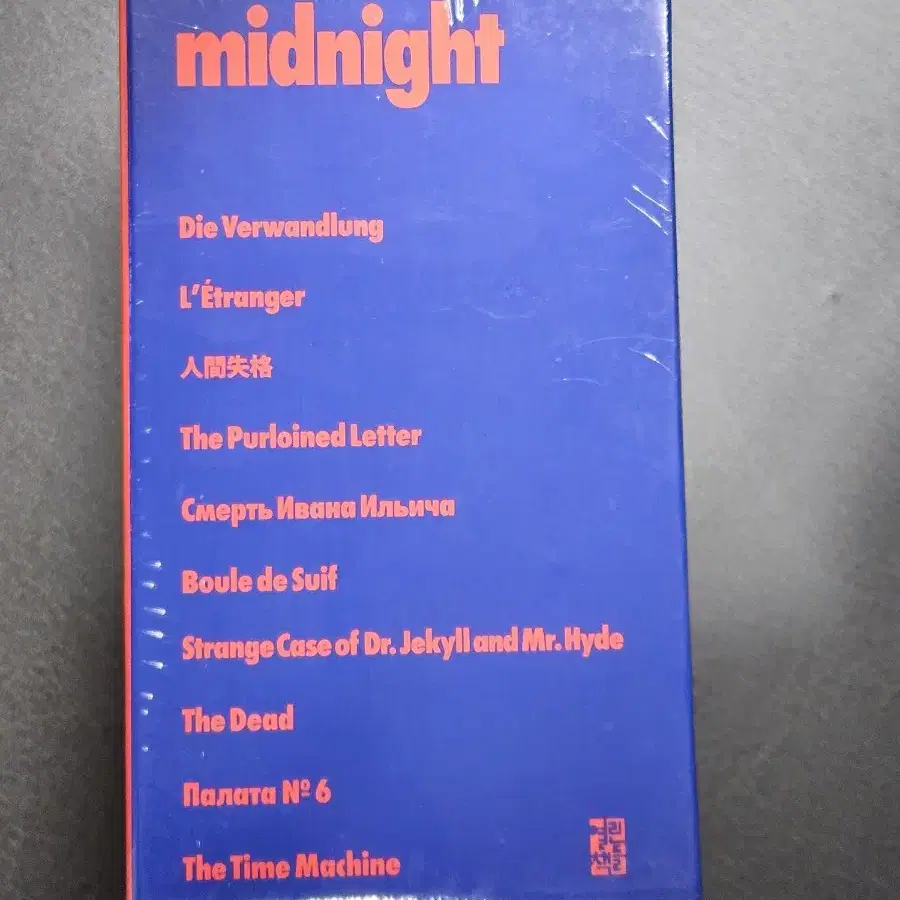 midnight
Die Verwandlung
L'Étranger
人間失格
The Purloined Letter
Смерть Ивана Ильича
Boule de Suif
Strange Case of Dr. Jekyll and Mr. Hyde
The Dead
Палата № 6
The Time Machine